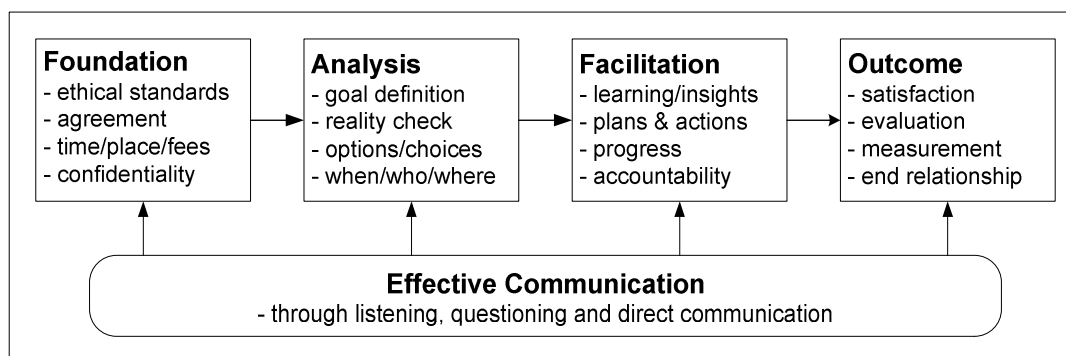 Foundation
- ethical standards
- agreement
- time/place/fees
- confidentiality
Analysis
- goal definition
- reality check
- options/choices
- when/who/where
Facilitation
- learning/insights
- plans & actions
- progress
- accountability
Outcome
- satisfaction
- evaluation
- measurement
- end relationship
Effective Communication
- through listening, questioning and direct communication